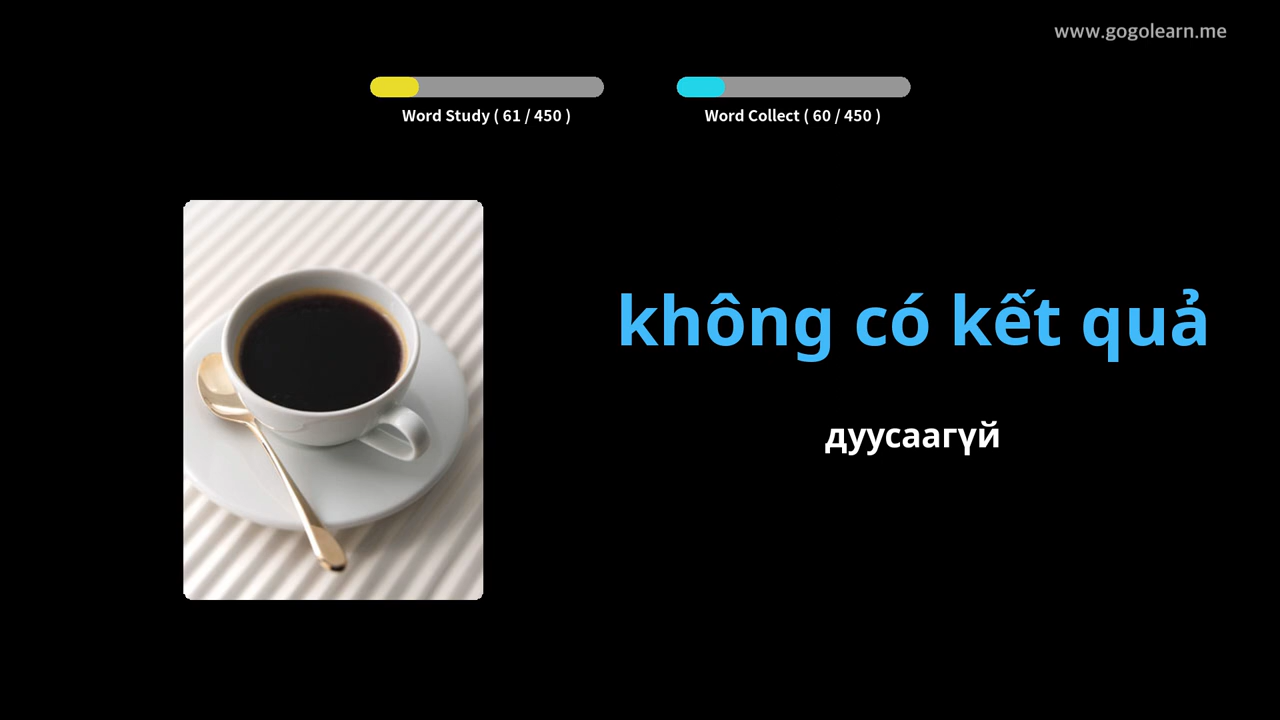 www.gogolearn.me
Word Study ( 61 / 450 )
Word Collect ( 60 / 450 )
không có kết quả
дуусаагүй